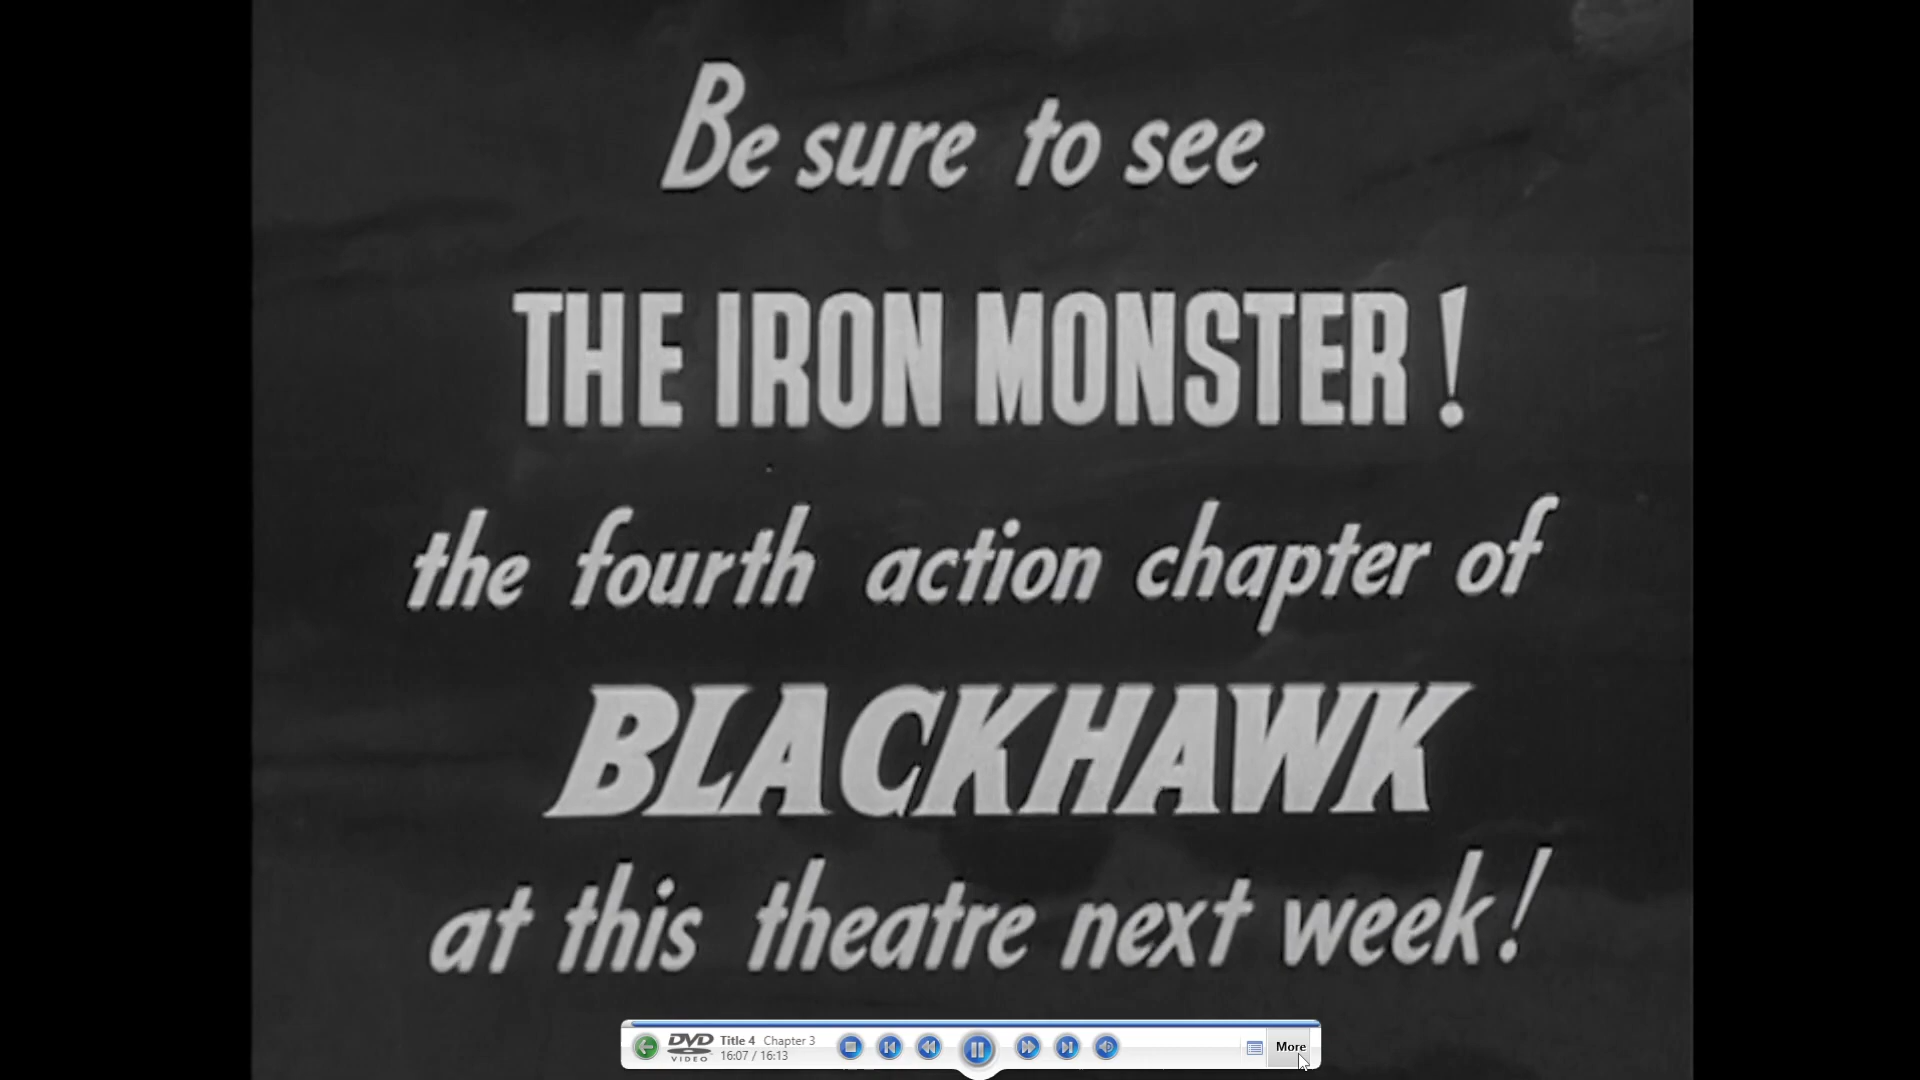 Be sure to see
THE IRON MONSTER!
the fourth action chapter of
BLACKHAWK
at this theatre next week!
DVD VIDEO
Title 4 Chapter 3
16:07 / 16:13
More